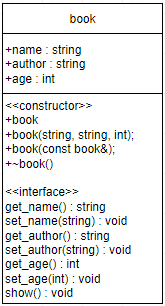 book
+name : string
+author : string
+age : int
<<constructor>>
+book
+book(string, string, int);
+book(const book&);
+~book()
<<interface>>
get_name() : string
set_name(string) : void
get_author() : string
set_author(string) : void
get_age() : int
set_age(int) : void
show() : void